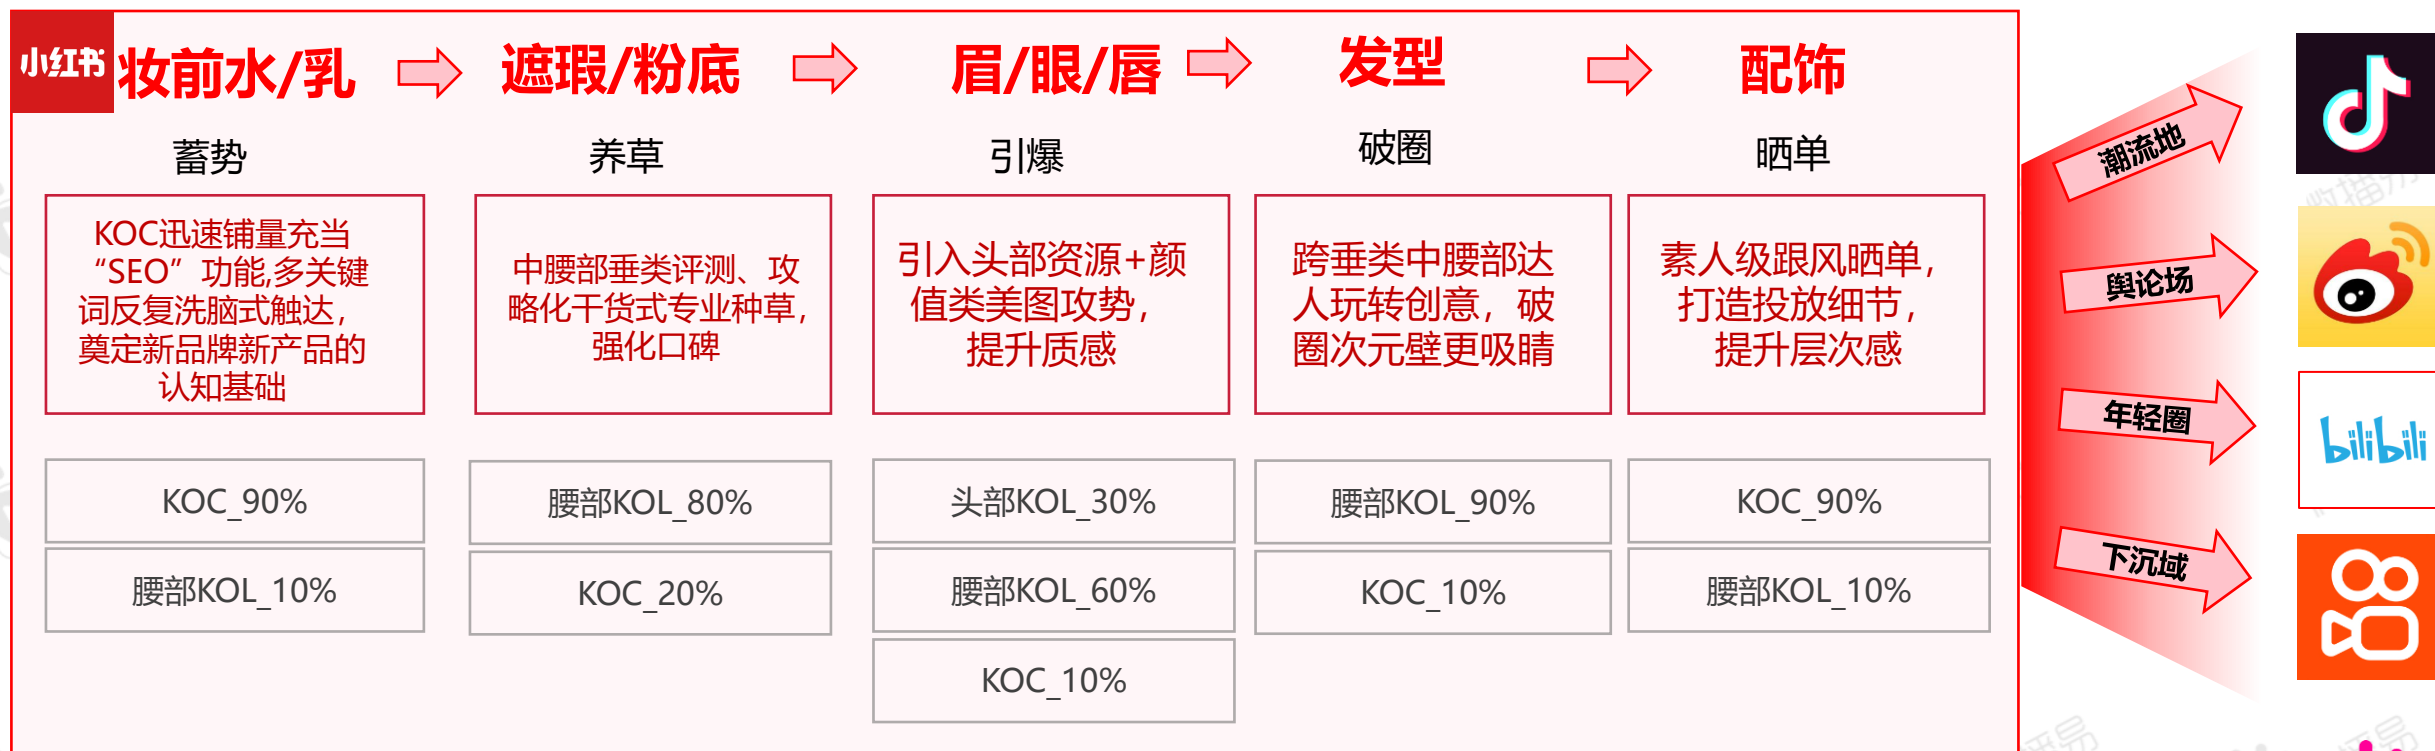 小红书
妆前水/乳
遮瑕/粉底
眉/眼/唇
发型
配饰
蓄势
养草
引爆
破圈
晒单
KOC迅速铺量充当
“SEO”功能,多关键
词反复洗脑式触达，
奠定新品牌新产品的
认知基础
中腰部垂类评测、攻
略化干货式专业种草，
强化口碑
引入头部资源+颜
值类美图攻势，
提升质感
跨垂类中腰部达
人玩转创意，破
圈次元壁更吸睛
素人级跟风晒单，
打造投放细节，
提升层次感
KOC_90%
腰部KOL_10%
腰部KOL_80%
KOC_20%
头部KOL_30%
腰部KOL_60%
KOC_10%
腰部KOL_90%
KOC_10%
KOC_90%
腰部KOL_10%
潮流地
舆论场
年轻圈
下沉域
bilibili